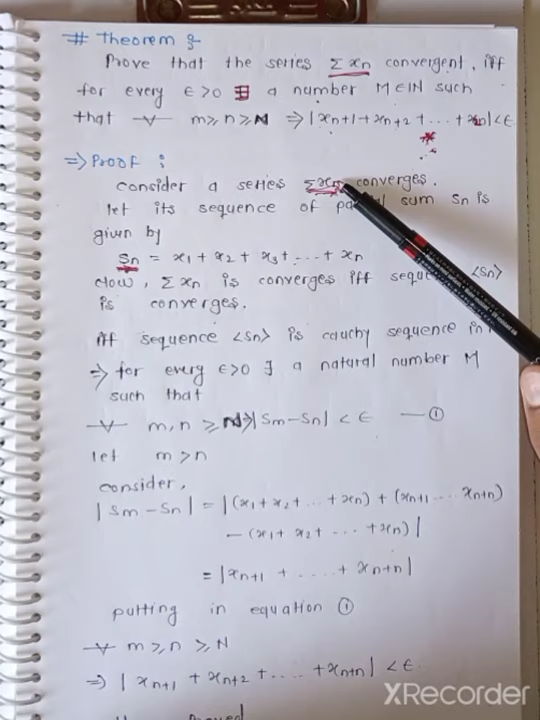 # Theorem :
Prove that the series Σxn convergent, iff
for every ε>0 ∃ a number M∈IN such
that ∀ m≥n≥M ⇒|xn+1+xn+2+...+xn|<ε
⇒ Proof :
consider a series Σxn converges.
let its sequence of sum Sn is
given by
Sn = x1 + x2 + x3+...+ xn
Now, Σxn is converges iff <Sn>
is converges.
iff sequence <Sn> is cauchy sequence in
⇒ for every ε>0 ∃ a natural number M
such that
∀ m,n ≥N⇒|Sm-Sn| < ε —①
let m>n
consider,
|Sm-Sn| = |(x1+x2+...+xn) + (xn+1...xn+n)
-(x1+x2+...+xn)|
= |xn+1 + .... + xn+n|
putting in equation ①
∀ m≥n≥N
⇒ |xn+1 + xn+2 +.... +xn+n| <ε.
Proved
XRecorder